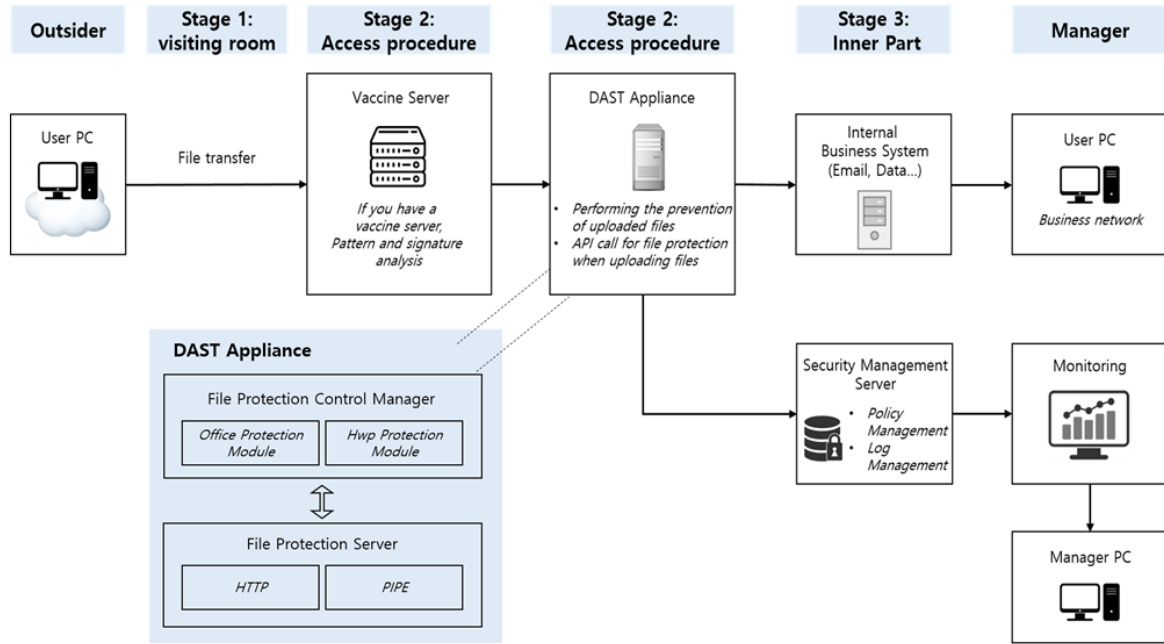 Outsider
Stage 1:
visiting room
Stage 2:
Access procedure
Stage 2:
Access procedure
Stage 3:
Inner Part
Manager
User PC
File transfer
Vaccine Server
If you have a
vaccine server,
Pattern and signature
analysis
DAST Appliance
• Performing the prevention
of uploaded files
• API call for file protection
when uploading files
Internal
Business System
(Email, Data...)
User PC
Business network
DAST Appliance
File Protection Control Manager
Office Protection
Module
Hwp Protection
Module
File Protection Server
HTTP
PIPE
Security Management
Server
• Policy
Management
• Log
Management
Monitoring
Manager PC